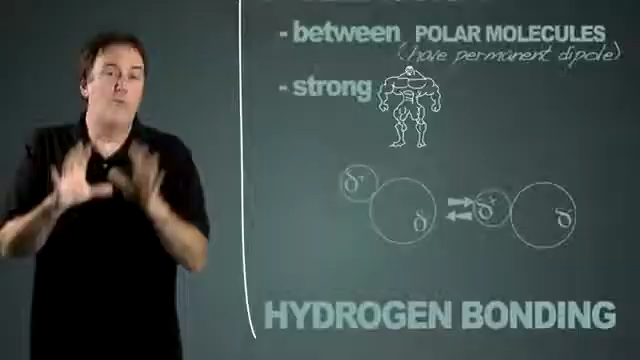 - between POLAR MOLECULES
(have permanent dipole)
- strong
δ+ δ- δ+ δ-
HYDROGEN BONDING